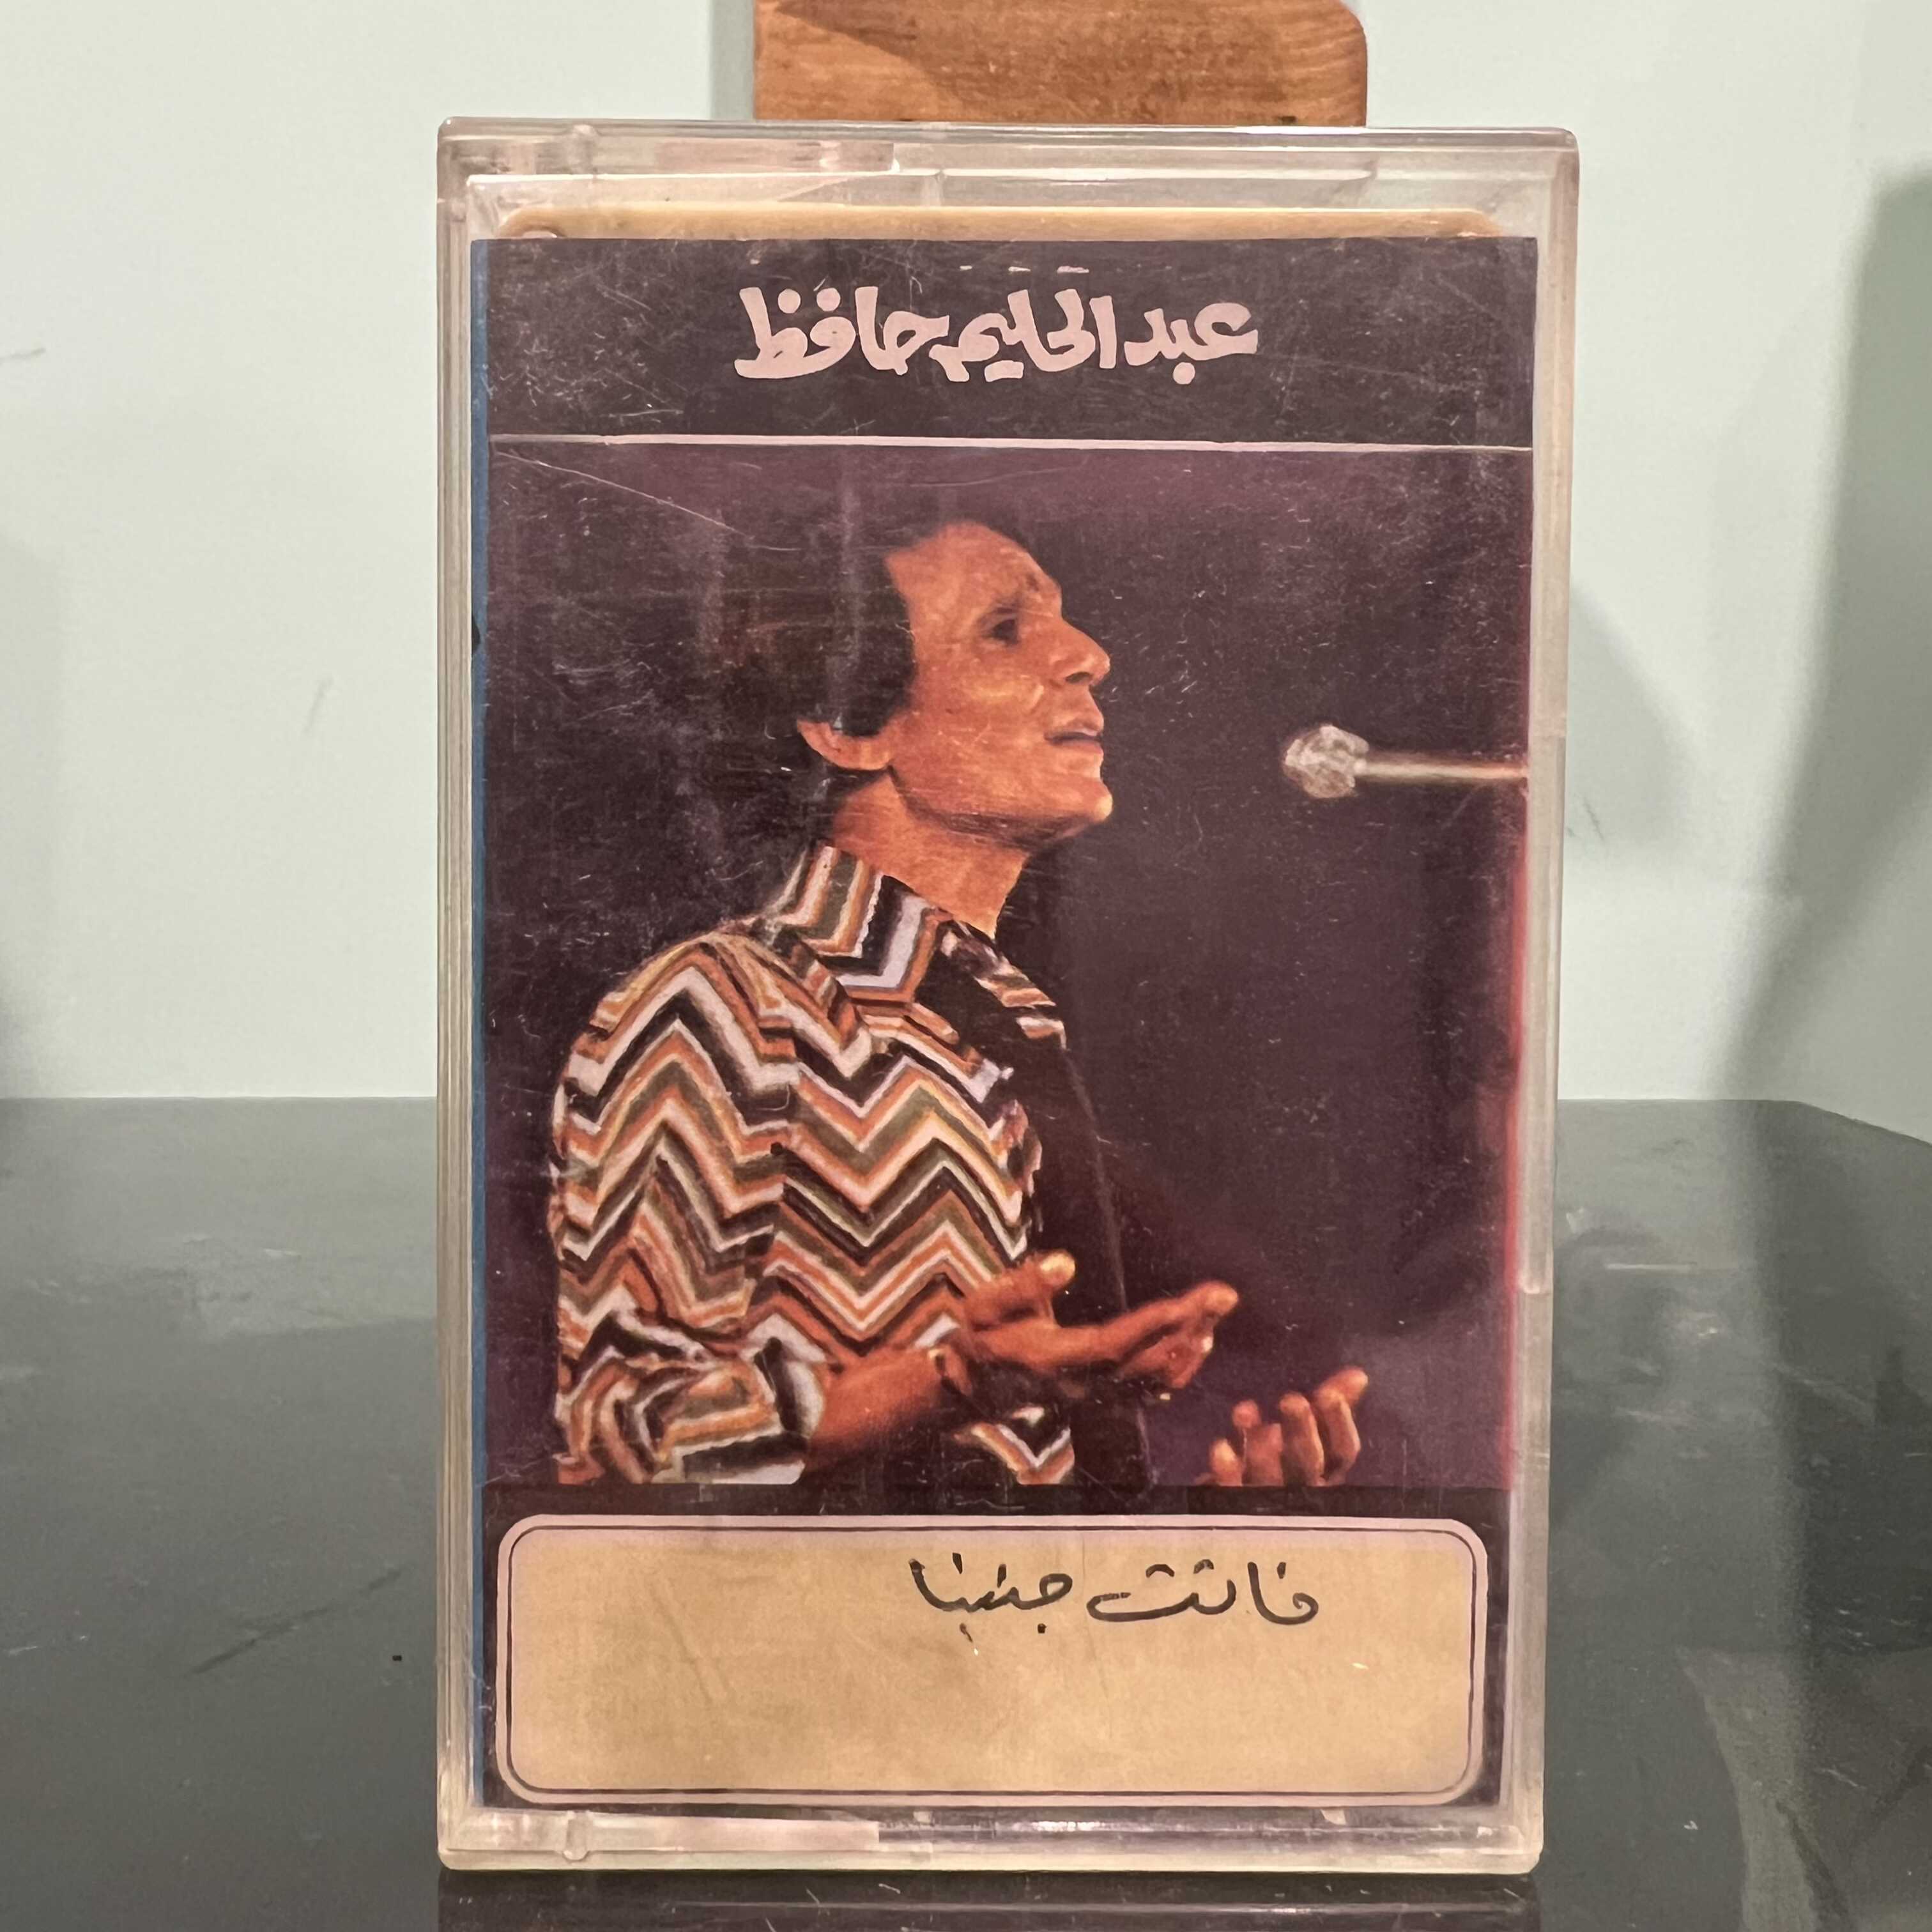 عبد الحليم حافظ
فاتت جنبنا